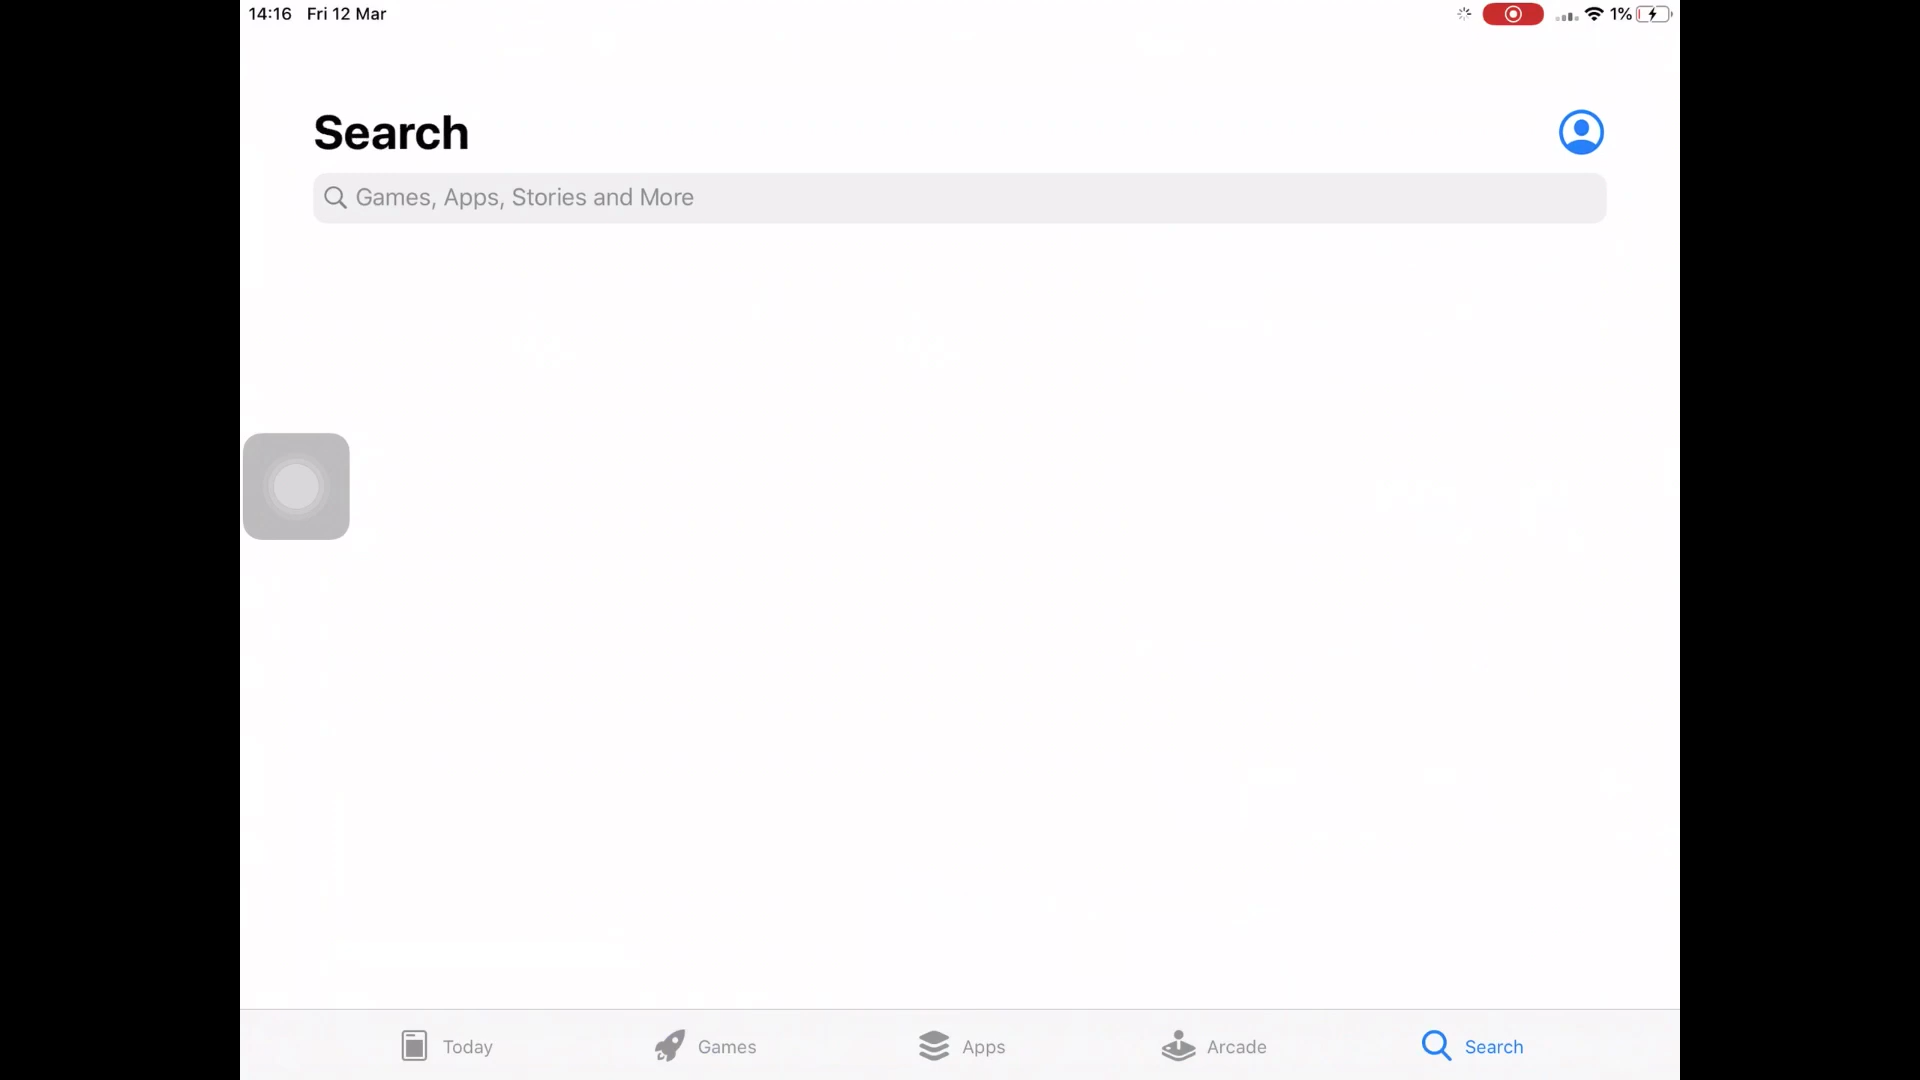 14:16 Fri 12 Mar 1%
Search
Games, Apps, Stories and More
Today Games Apps Arcade Search